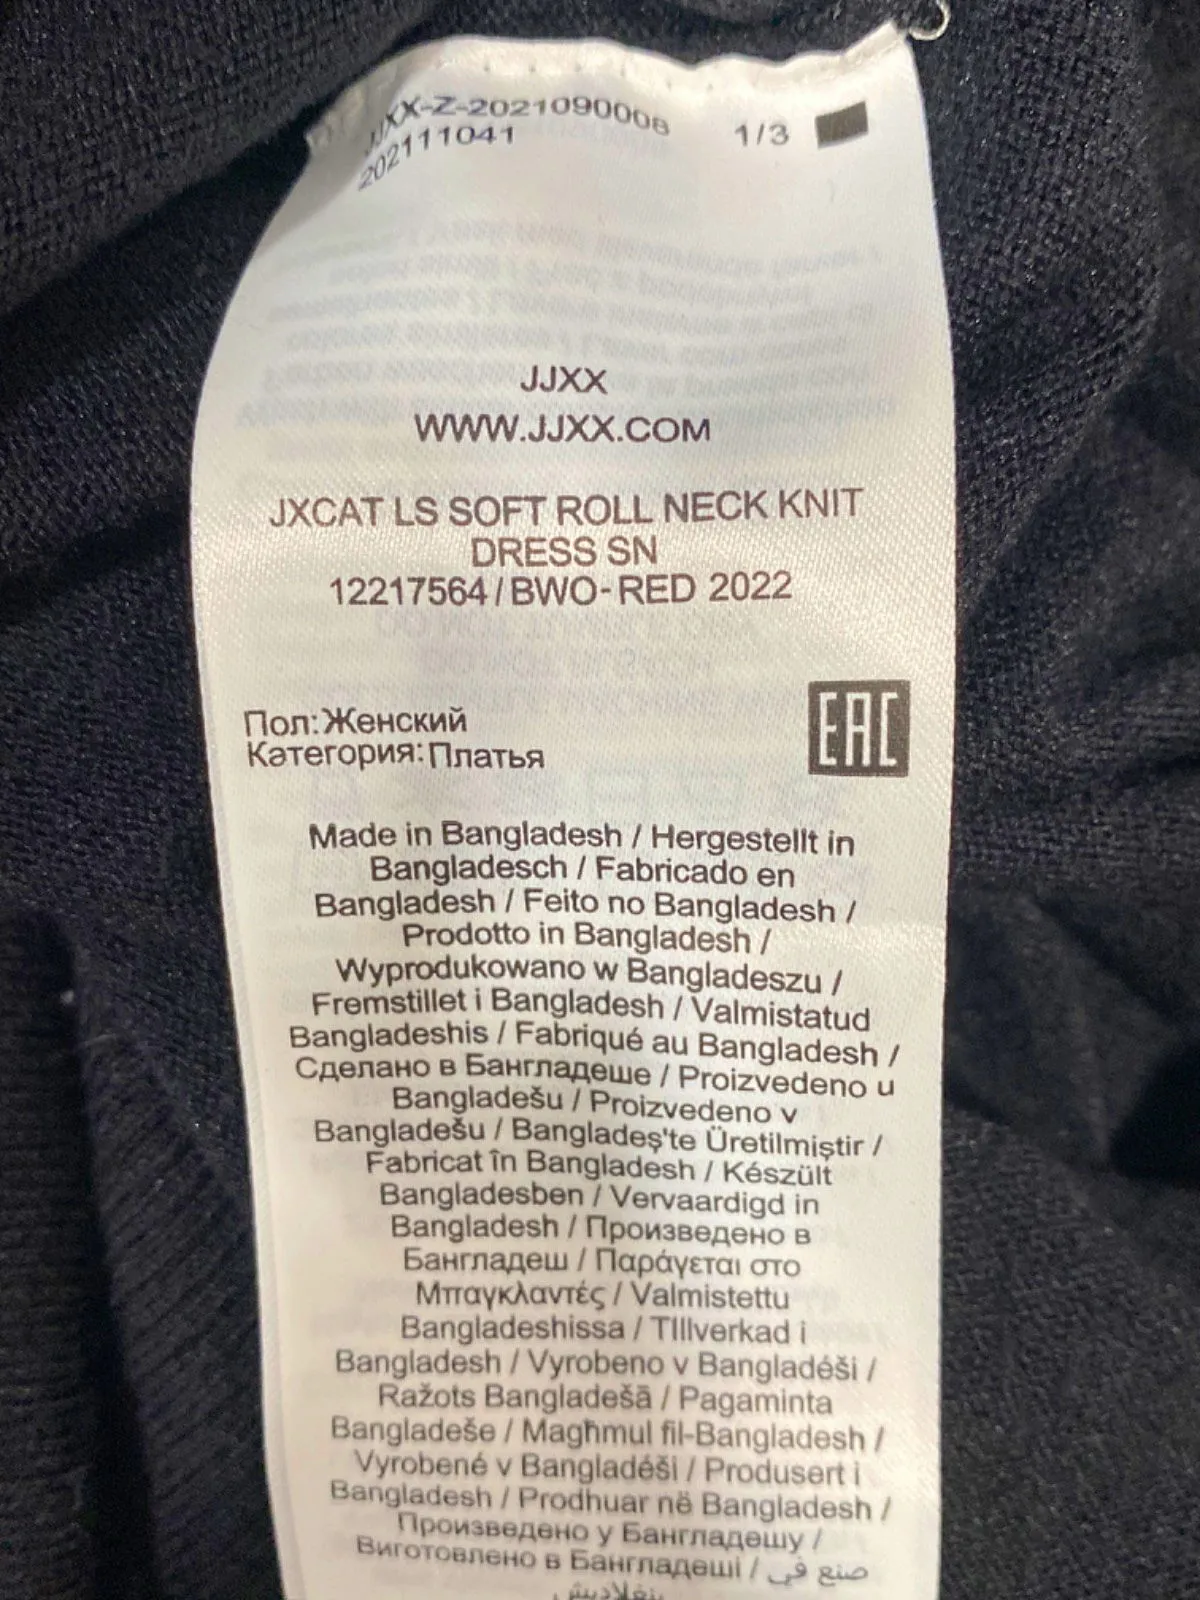 JJXX-Z-2021090008
202111041
1/3
JJXX
WWW.JJXX.COM
JXCAT LS SOFT ROLL NECK KNIT
DRESS SN
12217564/BWO-RED 2022
Пол:Женский
Категория:Платья
EAC
Made in Bangladesh / Hergestellt in
Bangladesch / Fabricado en
Bangladesh / Feito no Bangladesh /
Prodotto in Bangladesh /
Wyprodukowano w Bangladeszu /
Fremstillet i Bangladesh / Valmistatud
Bangladeshis / Fabriqué au Bangladesh /
Сделано в Бангладеше / Proizvedeno u
Bangladešu / Proizvedeno v
Bangladešu / Bangladeş'te Üretilmiştir /
Fabricat în Bangladesh / Készült
Bangladesben / Vervaardigd in
Bangladesh / Произведено в
Бангладеш / Παράγεται στο
Μπαγκλαντές / Valmistettu
Bangladeshissa / TIllverkad i
Bangladesh / Vyrobeno v Bangladéši /
Ražots Bangladešā / Pagaminta
Bangladeše / Magħmul fil-Bangladesh /
Vyrobené v Bangladéši / Produsert i
Bangladesh / Prodhuar në Bangladesh /
Произведено у Бангладешу /
Виготовлено в Бангладеші / صنع في
بنغلاديش